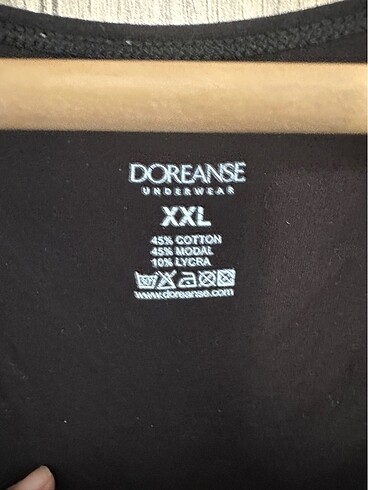 DOREANSE
UNDERWEAR
XXL
45% COTTON
45% MODAL
10% LYCRA
www.doreanse.com